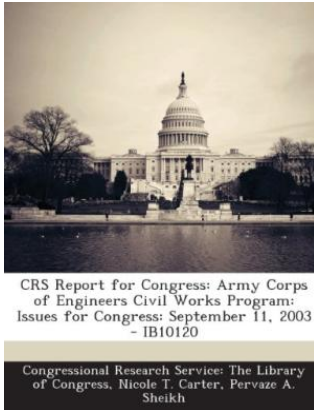 CRS Report for Congress: Army Corps
of Engineers Civil Works Program:
Issues for Congress: September 11, 2003
- IB10120
Congressional Research Service: The Library
of Congress, Nicole T. Carter, Pervaze A.
Sheikh